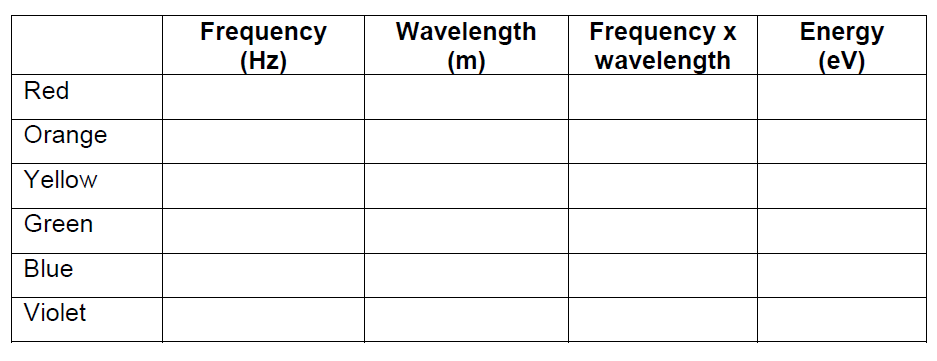 Frequency (Hz)
Wavelength (m)
Frequency x wavelength
Energy (eV)
Red
Orange
Yellow
Green
Blue
Violet